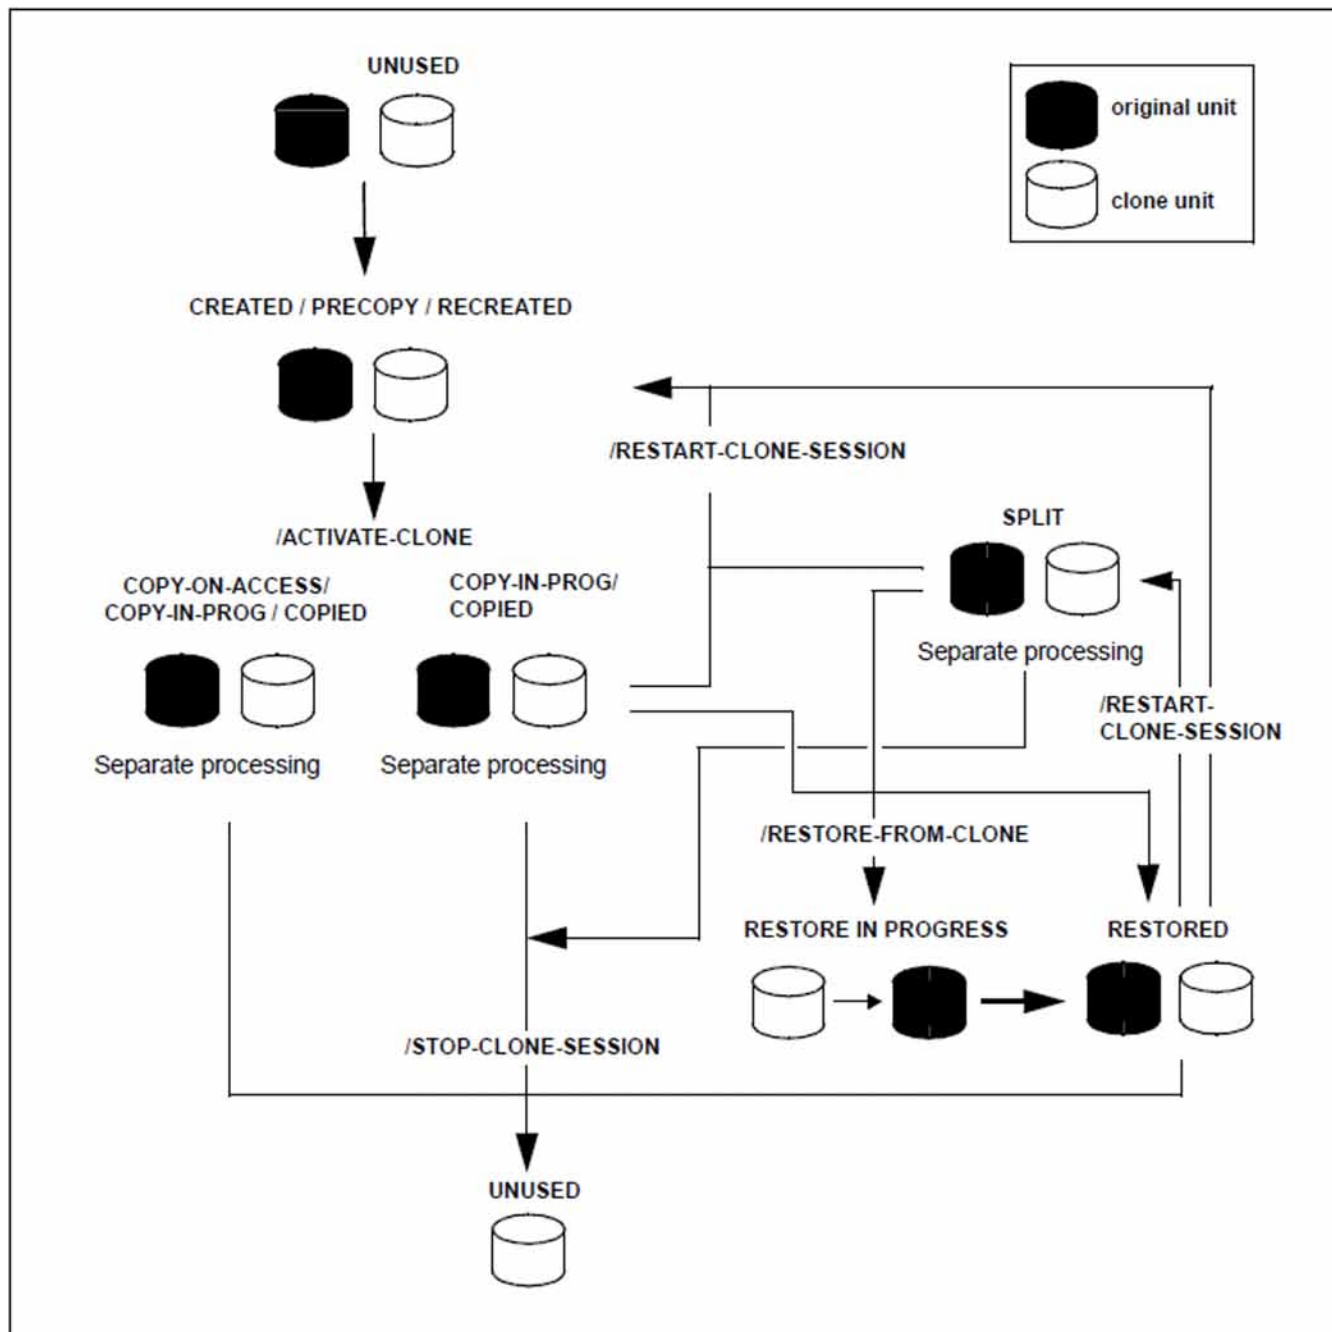 UNUSED
original unit
clone unit
CREATED / PRECOPY / RECREATED
/RESTART-CLONE-SESSION
/ACTIVATE-CLONE
COPY-ON-ACCESS/
COPY-IN-PROG / COPIED
COPY-IN-PROG/
COPIED
SPLIT
Separate processing
Separate processing
Separate processing
/RESTART-
CLONE-SESSION
/RESTORE-FROM-CLONE
RESTORE IN PROGRESS
RESTORED
/STOP-CLONE-SESSION
UNUSED